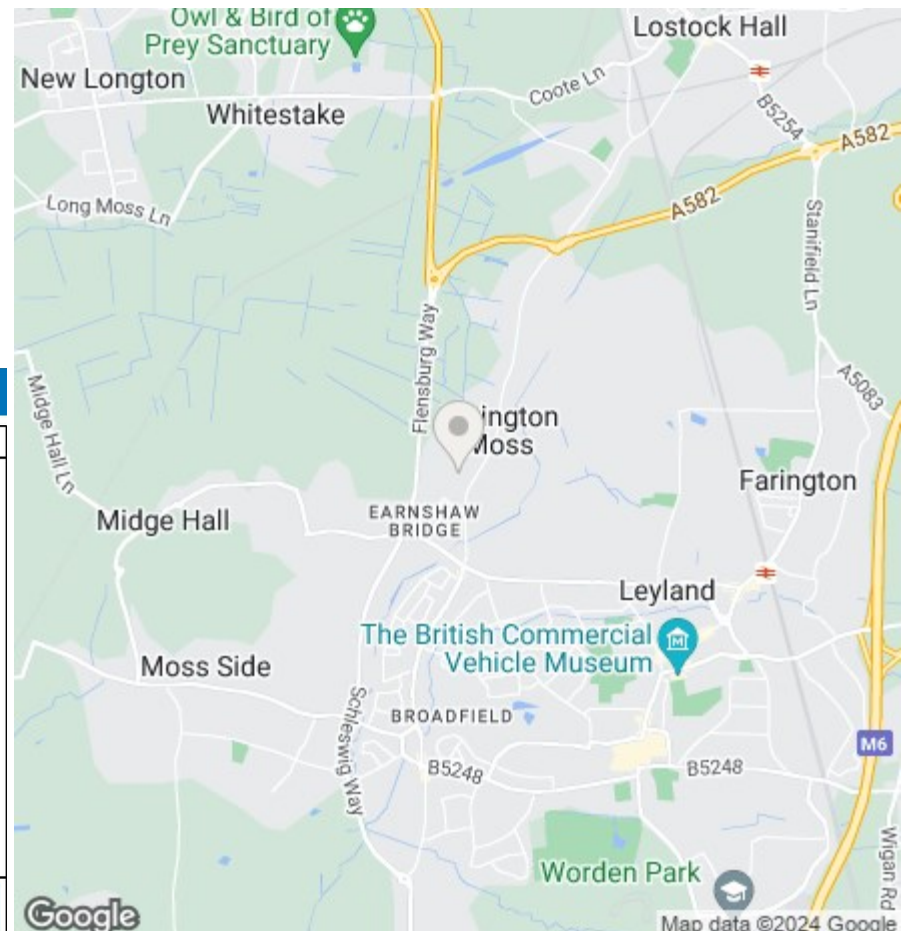 Owl & Bird of
Prey Sanctuary
Lostock Hall
New Longton
Whitestake
Coote Ln
B5254
A582
A582
Long Moss Ln
Stanifield Ln
Flensburg Way
A5083
Midge Hall Ln
ington
Moss
Farington
EARNSHAW
BRIDGE
Midge Hall
Leyland
The British Commercial
Vehicle Museum
M
Moss Side
Schleswig Way
BROADFIELD
M6
B5248
B5248
Wigan Rd
Worden Park
Google
Map data ©2024 Google